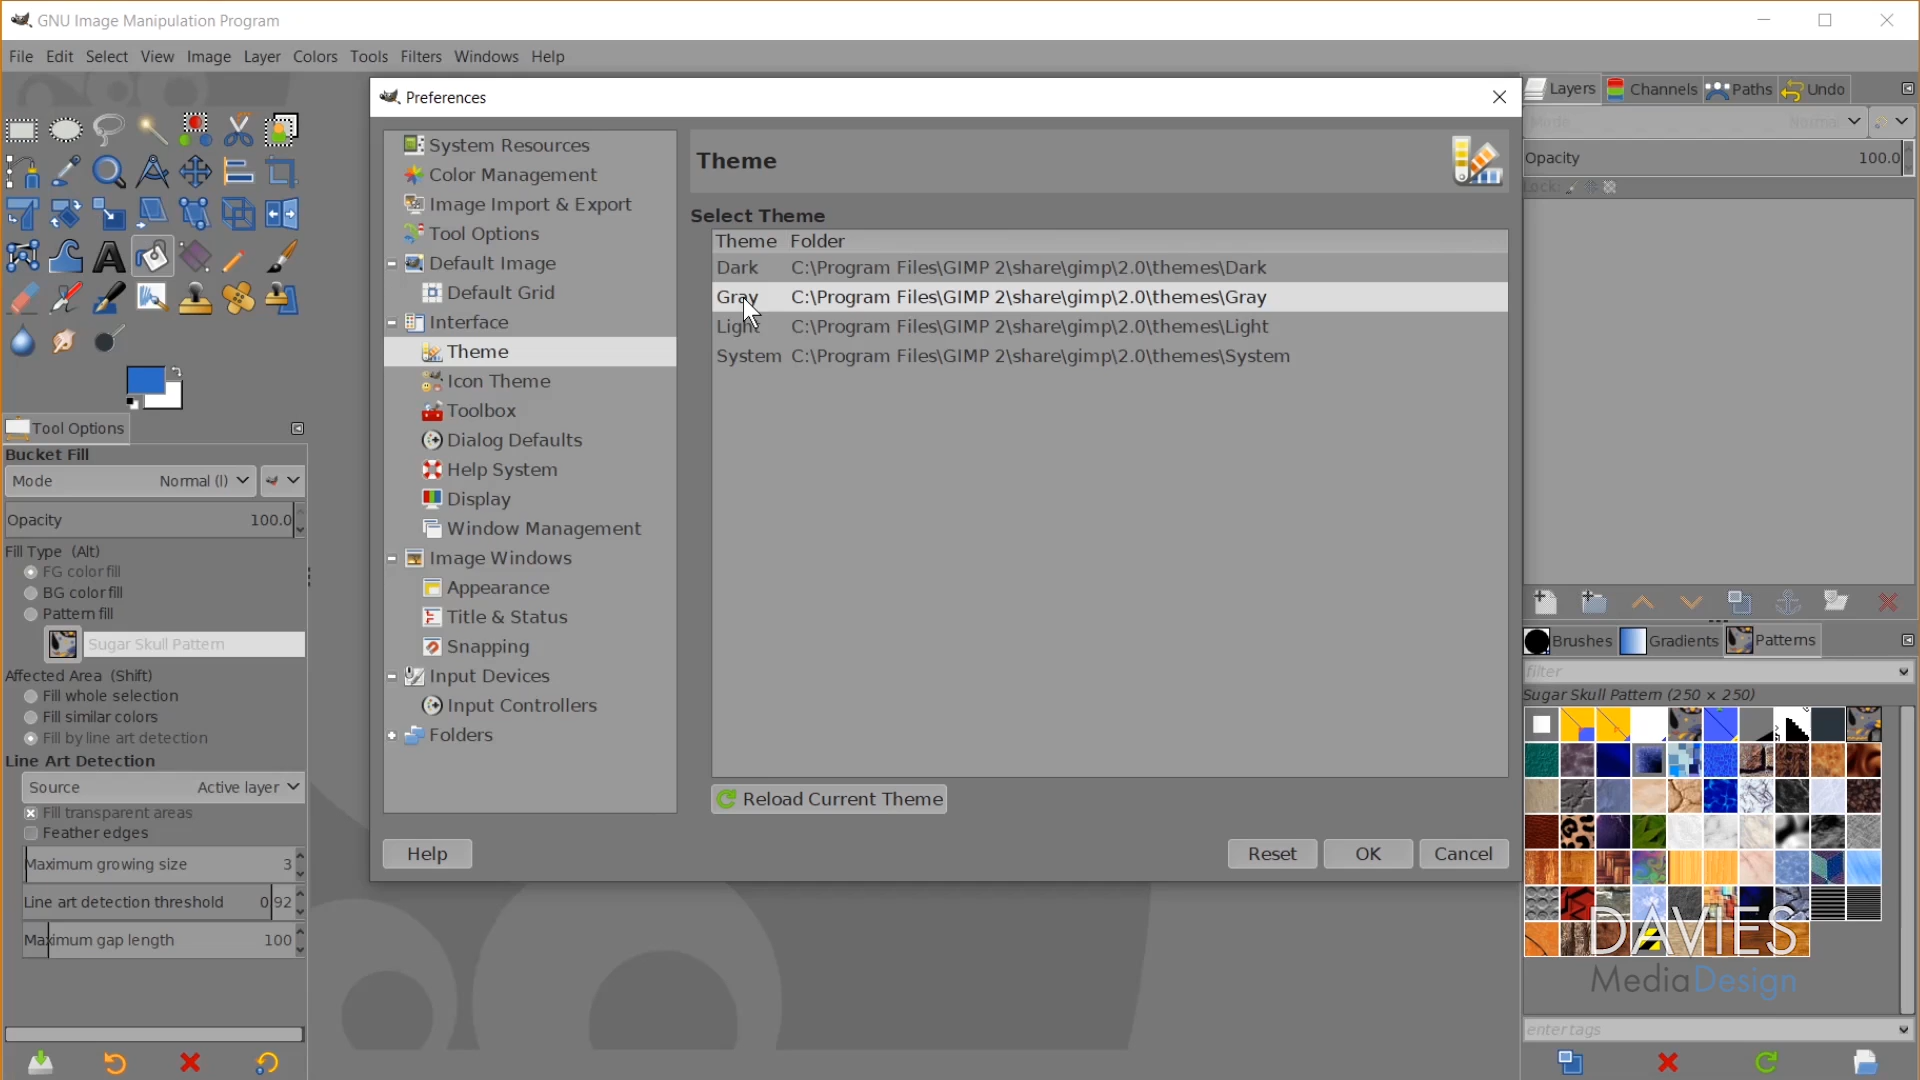 GNU Image Manipulation Program
File Edit Select View Image Layer Colors Tools Filters Windows Help
Preferences
System Resources
Color Management
Image Import & Export
Tool Options
Default Image
Default Grid
Interface
Theme
Icon Theme
Toolbox
Dialog Defaults
Help System
Display
Window Management
Image Windows
Appearance
Title & Status
Snapping
Input Devices
Input Controllers
Folders
Theme
Select Theme
Theme Folder
Dark C:\Program Files\GIMP 2\share\gimp\2.0\themes\Dark
Gray C:\Program Files\GIMP 2\share\gimp\2.0\themes\Gray
Light C:\Program Files\GIMP 2\share\gimp\2.0\themes\Light
System C:\Program Files\GIMP 2\share\gimp\2.0\themes\System
Reload Current Theme
Help Reset OK Cancel
Tool Options
Bucket Fill
Mode Normal (l)
Opacity 100.0
Fill Type (Alt)
FG color fill
BG color fill
Pattern fill
Sugar Skull Pattern
Affected Area (Shift)
Fill whole selection
Fill similar colors
Fill by line art detection
Line Art Detection
Source Active layer
Fill transparent areas
Feather edges
Maximum growing size 3
Line art detection threshold 0.92
Maximum gap length 100
Layers Channels Paths Undo
Mode Normal
Opacity 100.0
Lock:
Brushes Gradients Patterns
filter
Sugar Skull Pattern (250 × 250)
DAVIES
MediaDesign
enter tags